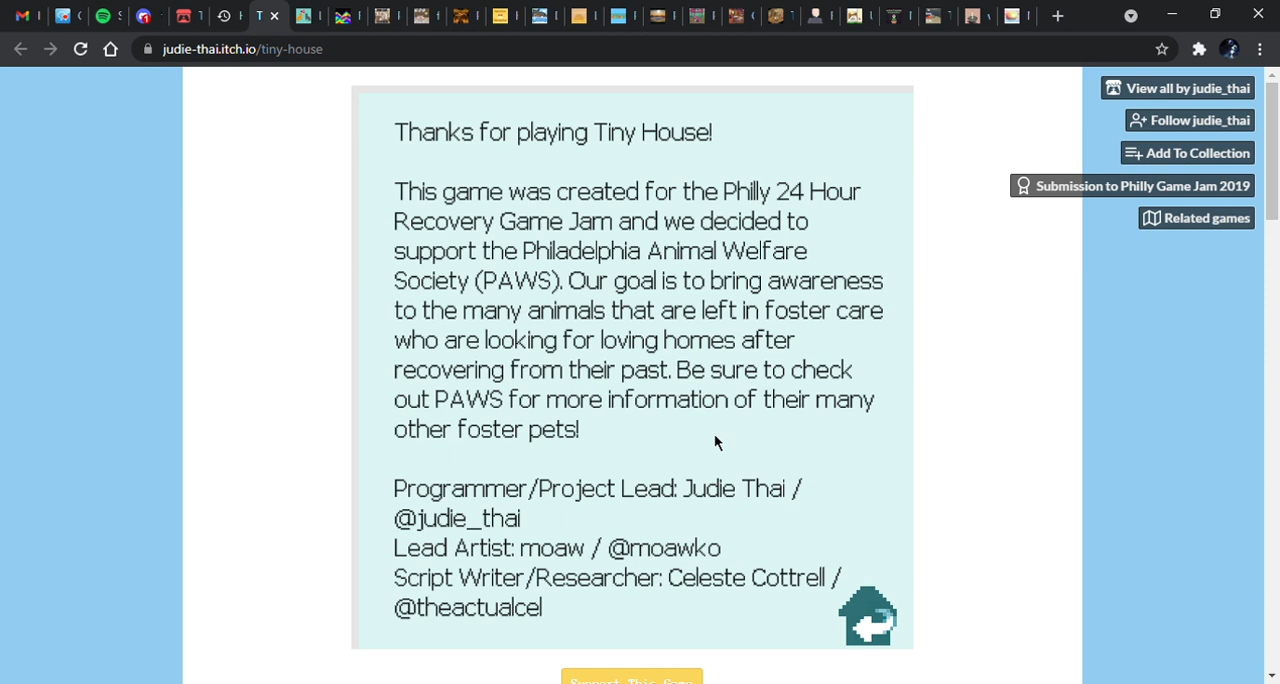 judie-thai.itch.io/tiny-house
View all by judie_thai
Follow judie_thai
Add To Collection
Submission to Philly Game Jam 2019
Related games
Thanks for playing Tiny House!
This game was created for the Philly 24 Hour
Recovery Game Jam and we decided to
support the Philadelphia Animal Welfare
Society (PAWS). Our goal is to bring awareness
to the many animals that are left in foster care
who are looking for loving homes after
recovering from their past. Be sure to check
out PAWS for more information of their many
other foster pets!
Programmer/Project Lead: Judie Thai /
@judie_thai
Lead Artist: moaw / @moawko
Script Writer/Researcher: Celeste Cottrell /
@theactualcel
Support This Game